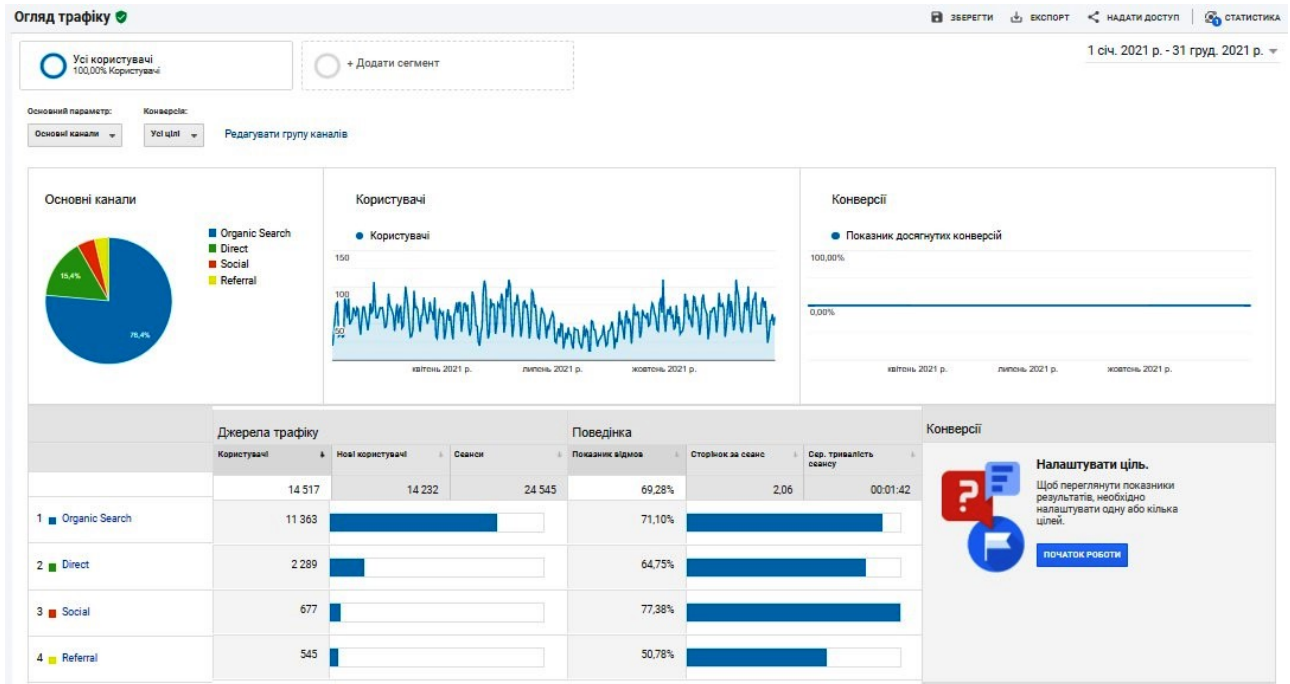 Огляд трафіку
ЗБЕРЕГТИ
ЕКСПОРТ
НАДАТИ ДОСТУП
СТАТИСТИКА
Усі користувачі
100,00% Користувачі
+ Додати сегмент
1 січ. 2021 р. - 31 груд. 2021 р.
Основний параметр:
Конверсія:
Основні канали
Усі цілі
Редагувати групу каналів
Основні канали
Organic Search
Direct
Social
Referral
15,4%
76,4%
Користувачі
Користувачі
150
100
50
квітень 2021 р.
липень 2021 р.
жовтень 2021 р.
Конверсії
Показник досягнутих конверсій
100,00%
0,00%
квітень 2021 р.
липень 2021 р.
жовтень 2021 р.
Джерела трафіку
Поведінка
Конверсії
Користувачі
Нові користувачі
Сеанси
Показник відмов
Сторінок за сеанс
Сер. тривалість
сеансу
14 517
14 232
24 545
69,28%
2,06
00:01:42
1 Organic Search
11 363
71,10%
2 Direct
2 289
64,75%
3 Social
677
77,38%
4 Referral
545
50,78%
Налаштувати ціль.
Щоб переглянути показники
результатів, необхідно
налаштувати одну або кілька
цілей.
ПОЧАТОК РОБОТИ